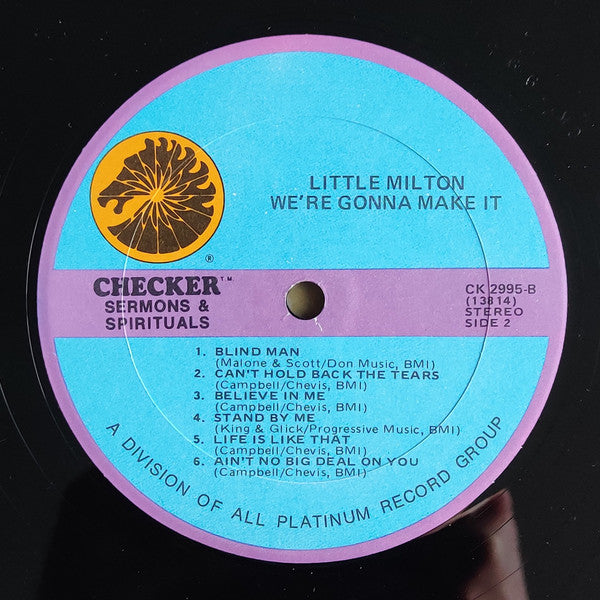 LITTLE MILTON
WE'RE GONNA MAKE IT
®
CHECKER™
SERMONS &
SPIRITUALS
CK 2995-B
(13814)
STEREO
SIDE 2
1. BLIND MAN
(Malone & Scott/Don Music, BMI)
2. CAN'T HOLD BACK THE TEARS
(Campbell/Chevis, BMI)
3. BELIEVE IN ME
(Campbell/Chevis, BMI)
4. STAND BY ME
(King & Glick/Progressive Music, BMI)
5. LIFE IS LIKE THAT
(Campbell/Chevis, BMI)
6. AIN'T NO BIG DEAL ON YOU
(Campbell/Chevis, BMI)
A DIVISION OF ALL PLATINUM RECORD GROUP